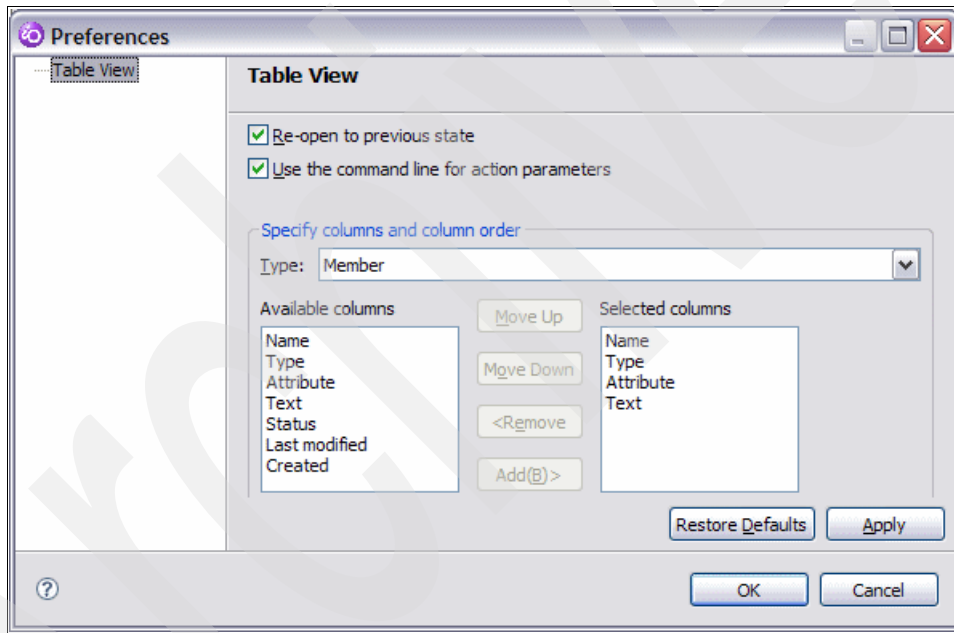 Preferences
Table View
Table View
Re-open to previous state
Use the command line for action parameters
Specify columns and column order
Type: Member
Available columns
Name
Type
Attribute
Text
Status
Last modified
Created
Move Up
Move Down
<Remove
Add(B)>
Selected columns
Name
Type
Attribute
Text
Restore Defaults Apply
? OK Cancel